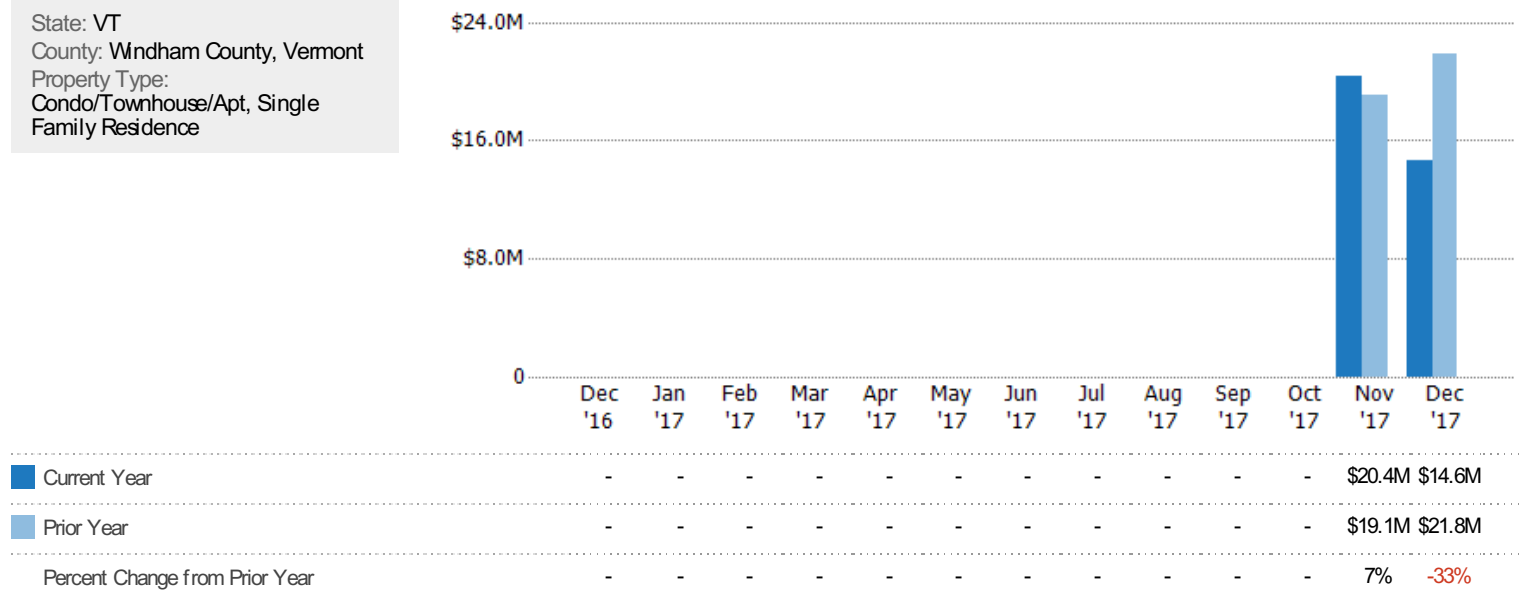 State: VT
County: Windham County, Vermont
Property Type:
Condo/Townhouse/Apt, Single
Family Residence
$24.0M
$16.0M
$8.0M
0
Dec Jan Feb Mar Apr May Jun Jul Aug Sep Oct Nov Dec
'16 '17 '17 '17 '17 '17 '17 '17 '17 '17 '17 '17 '17
Current Year - - - - - - - - - - - $20.4M $14.6M
Prior Year - - - - - - - - - - - $19.1M $21.8M
Percent Change from Prior Year - - - - - - - - - - - 7% -33%